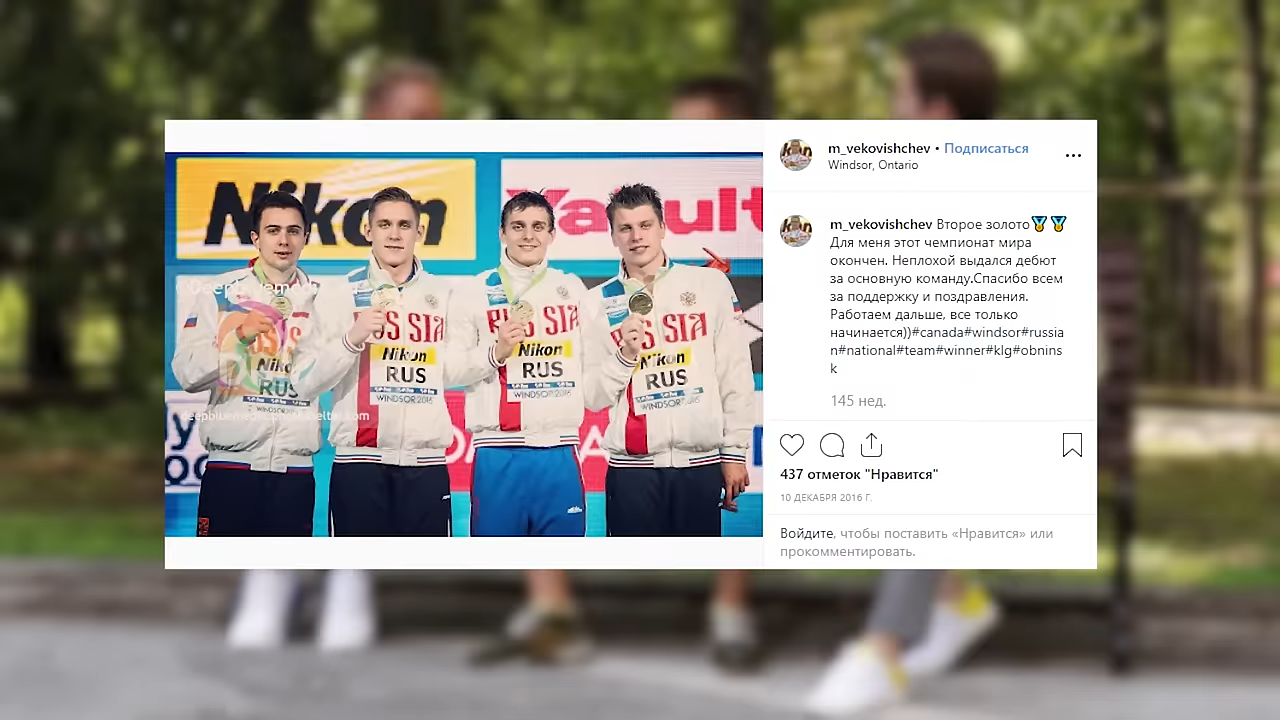 m_vekovishchev • Подписаться
Windsor, Ontario
Nikon
Yakult
m_vekovishchev Второе золото
Для меня этот чемпионат мира
окончен. Неплохой выдался дебют
за основную команду.Спасибо всем
за поддержку и поздравления.
Работаем дальше, все только
начинается))#canada#windsor#russia
n#national#team#winner#klg#obnins
k
145 нед.
RUSSIA
RUSSIA
RUSSIA
Nikon
Nikon
Nikon
Nikon
RUS
RUS
RUS
RUS
WINDSOR 2016
WINDSOR 2016
WINDSOR 2016
WINDSOR 2016
437 отметок "Нравится"
10 ДЕКАБРЯ 2016 Г.
Войдите, чтобы поставить «Нравится» или
прокомментировать.